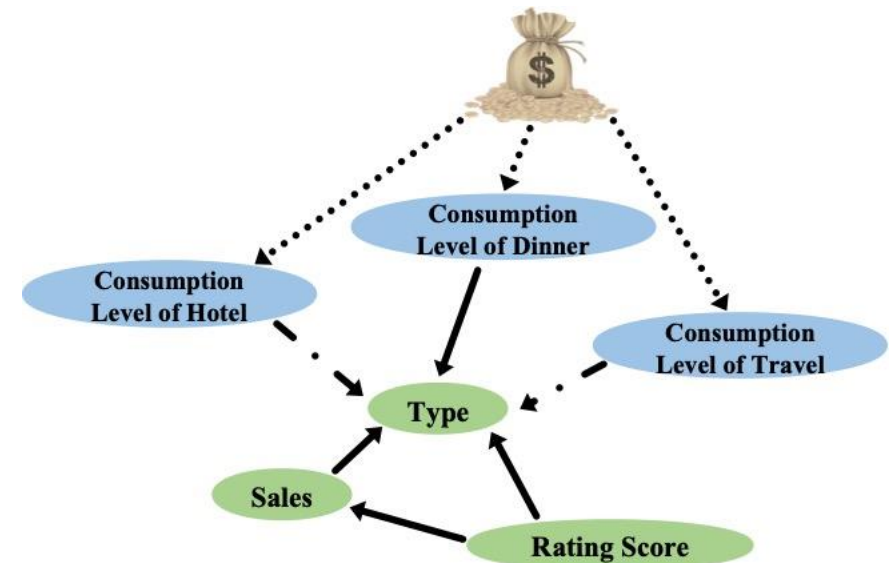 $
Consumption
Level of Dinner
Consumption
Level of Hotel
Consumption
Level of Travel
Type
Sales
Rating Score